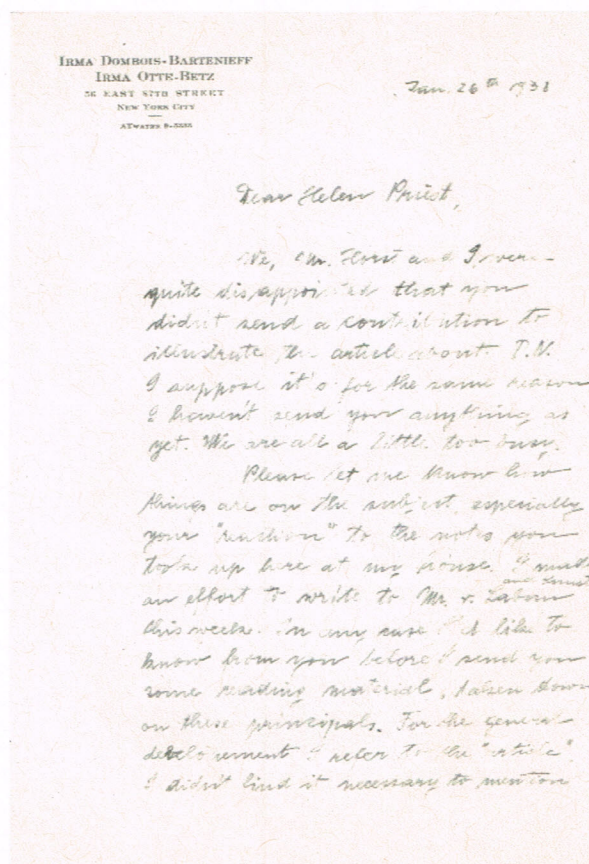 IRMA DOMBOIS-BARTENIEFF
IRMA OTTE-BETZ
56 EAST 87TH STREET
NEW YORK CITY
Jan. 26th 1938
Dear Helen Priest,
We, Mr. Horst and I were
quite disappointed that you
didn't send a contribution to
illustrate the article about D.N.
I suppose it's for the same reason
I haven't send you anything as
yet. We are all a little too busy.
Please let me know how
things are on the subject, especially
your "reaction" to the notes you
took up here at my house. I
and
an effort to write to Mr. v. Laban
this week. In any case I'd like to
know from you before I send you
some reading material, taken down
on these principals. For the general
development I refer to the "article".
I didn't find it necessary to mention